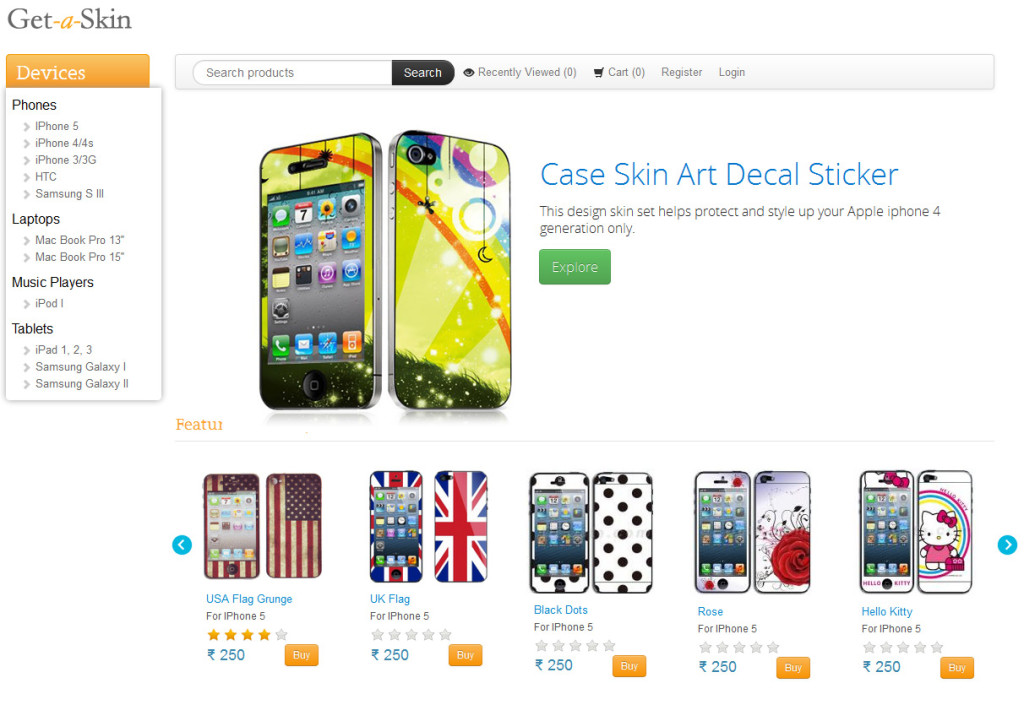 Get-a-Skin
Devices
Search products
Search
Recently Viewed (0)
Cart (0)
Register
Login
Phones
IPhone 5
iPhone 4/4s
iPhone 3/3G
HTC
Samsung S III
Laptops
Mac Book Pro 13"
Mac Book Pro 15"
Music Players
iPod I
Tablets
iPad 1, 2, 3
Samsung Galaxy I
Samsung Galaxy II
Case Skin Art Decal Sticker
This design skin set helps protect and style up your Apple iphone 4
generation only.
Explore
Featur
USA Flag Grunge
For IPhone 5
₹ 250
Buy
UK Flag
For IPhone 5
₹ 250
Buy
Black Dots
For IPhone 5
₹ 250
Buy
HELLO KITTY
Rose
For IPhone 5
₹ 250
Buy
HELLO KITTY
Hello Kitty
For IPhone 5
₹ 250
Buy